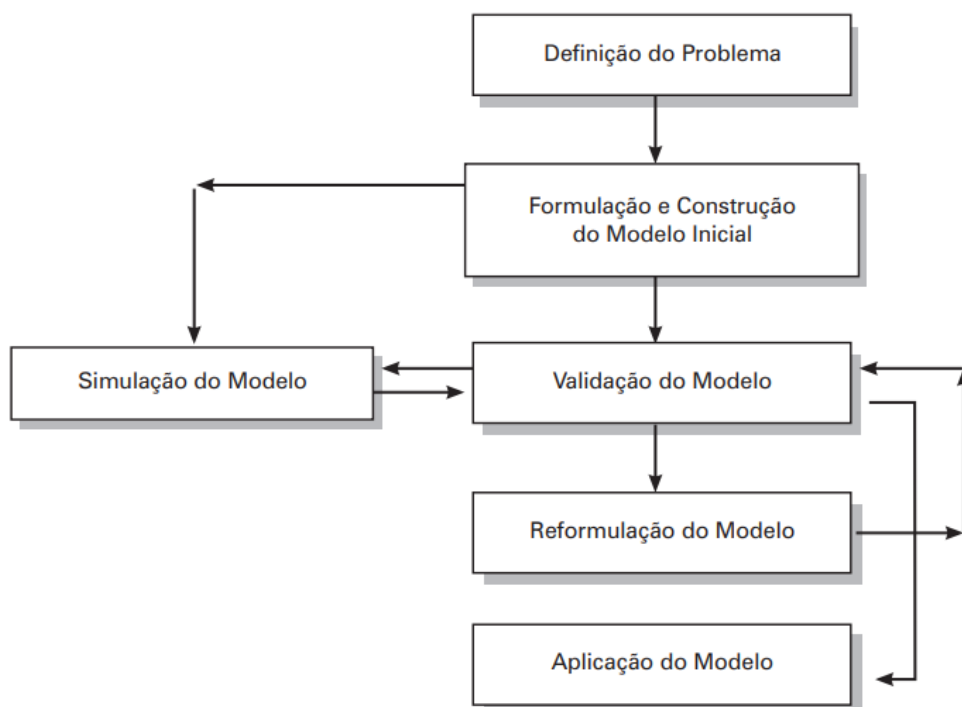 Definição do Problema
Formulação e Construção
do Modelo Inicial
Simulação do Modelo
Validação do Modelo
Reformulação do Modelo
Aplicação do Modelo